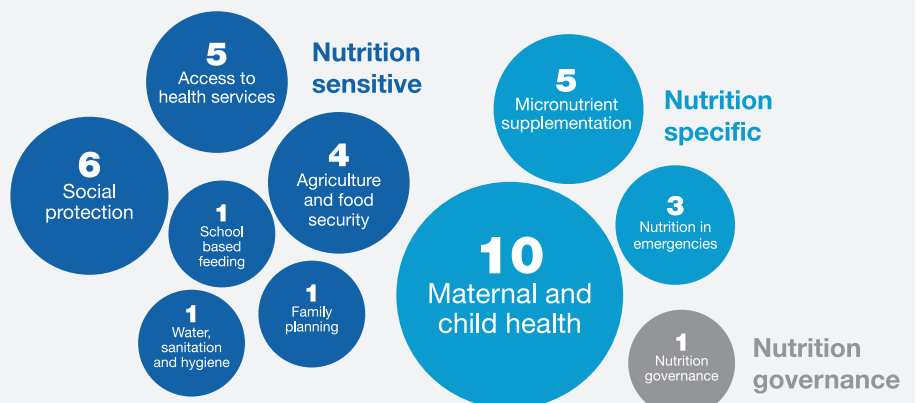 5
Access to
health services
Nutrition
sensitive
6
Social
protection
4
Agriculture
and food
security
1
School
based
feeding
1
Water,
sanitation
and hygiene
1
Family
planning
5
Micronutrient
supplementation
Nutrition
specific
3
Nutrition in
emergencies
10
Maternal and
child health
1
Nutrition
governance
Nutrition
governance